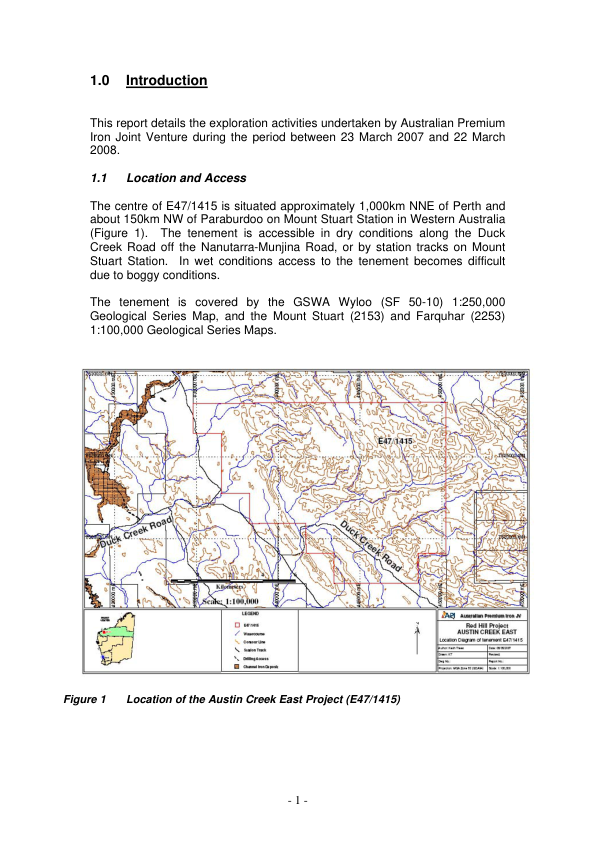 1.0 Introduction
This report details the exploration activities undertaken by Australian Premium
Iron Joint Venture during the period between 23 March 2007 and 22 March
2008.
1.1 Location and Access
The centre of E47/1415 is situated approximately 1,000km NNE of Perth and
about 150km NW of Paraburdoo on Mount Stuart Station in Western Australia
(Figure 1). The tenement is accessible in dry conditions along the Duck
Creek Road off the Nanutarra-Munjina Road, or by station tracks on Mount
Stuart Station. In wet conditions access to the tenement becomes difficult
due to boggy conditions.
The tenement is covered by the GSWA Wyloo (SF 50-10) 1:250,000
Geological Series Map, and the Mount Stuart (2153) and Farquhar (2253)
1:100,000 Geological Series Maps.
E47/1415
Duck Creek Road
Duck Creek Road
Kilometers
Scale: 1:100,000
LEGEND
E47/1415
Watercourse
Contour Line
Station Track
Drilling Access
Channel Iron Deposit
API Australian Premium Iron JV
Red Hill Project
AUSTIN CREEK EAST
Location Diagram of tenement E47/1415
Figure 1 Location of the Austin Creek East Project (E47/1415)
- 1 -